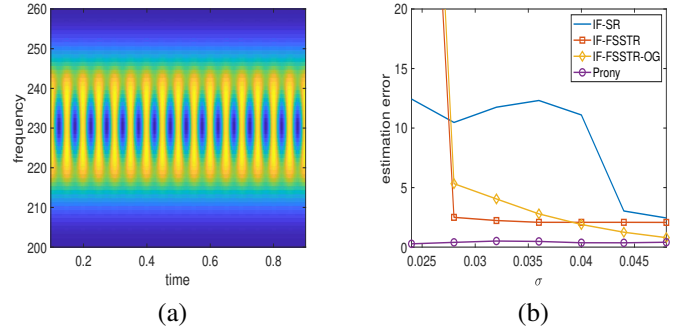 260
250
240
230
220
210
200
frequency
0.2
0.4
0.6
0.8
time
(a)
20
15
10
5
0
estimation error
IF-SR
IF-FSSTR
IF-FSSTR-OG
Prony
0.025
0.03
0.035
0.04
0.045
σ
(b)